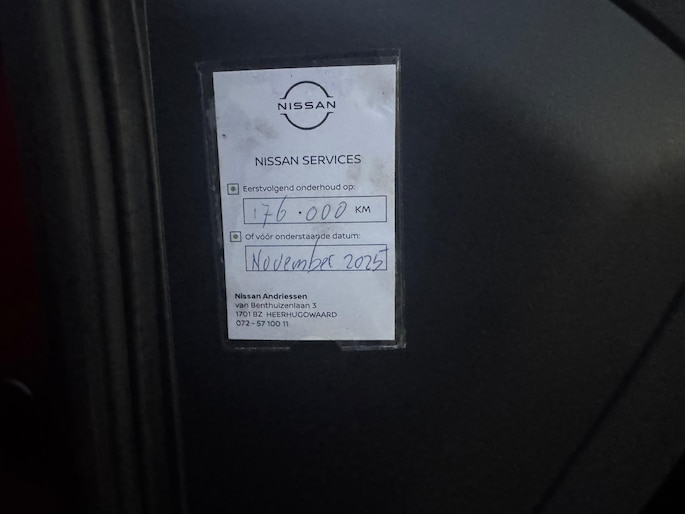 NISSAN
NISSAN SERVICES
Eerstvolgend onderhoud op:
176.000 KM
Of vóór onderstaande datum:
November 2025
Nissan Andriessen
van Benthuizenlaan 3
1701 BZ HEERHUGOWAARD
072 - 57 100 11